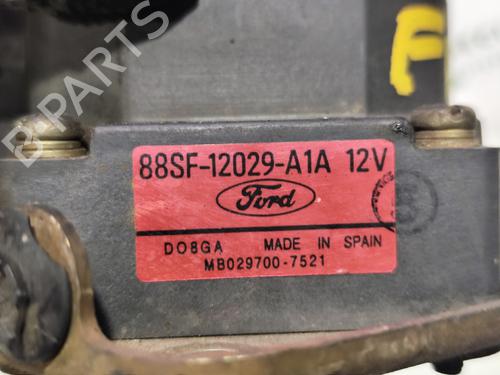 F
88SF-12029-A1A 12V
Ford
DO8GA MADE IN SPAIN
MB029700-7521
B-PARTS